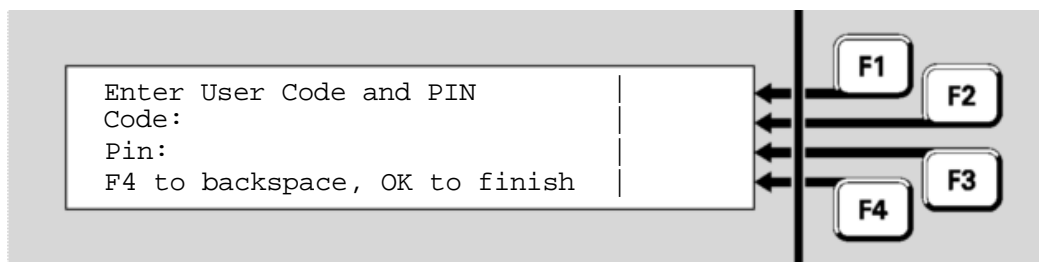 Enter User Code and PIN
Code:
Pin:
F4 to backspace, OK to finish
F1
F2
F3
F4